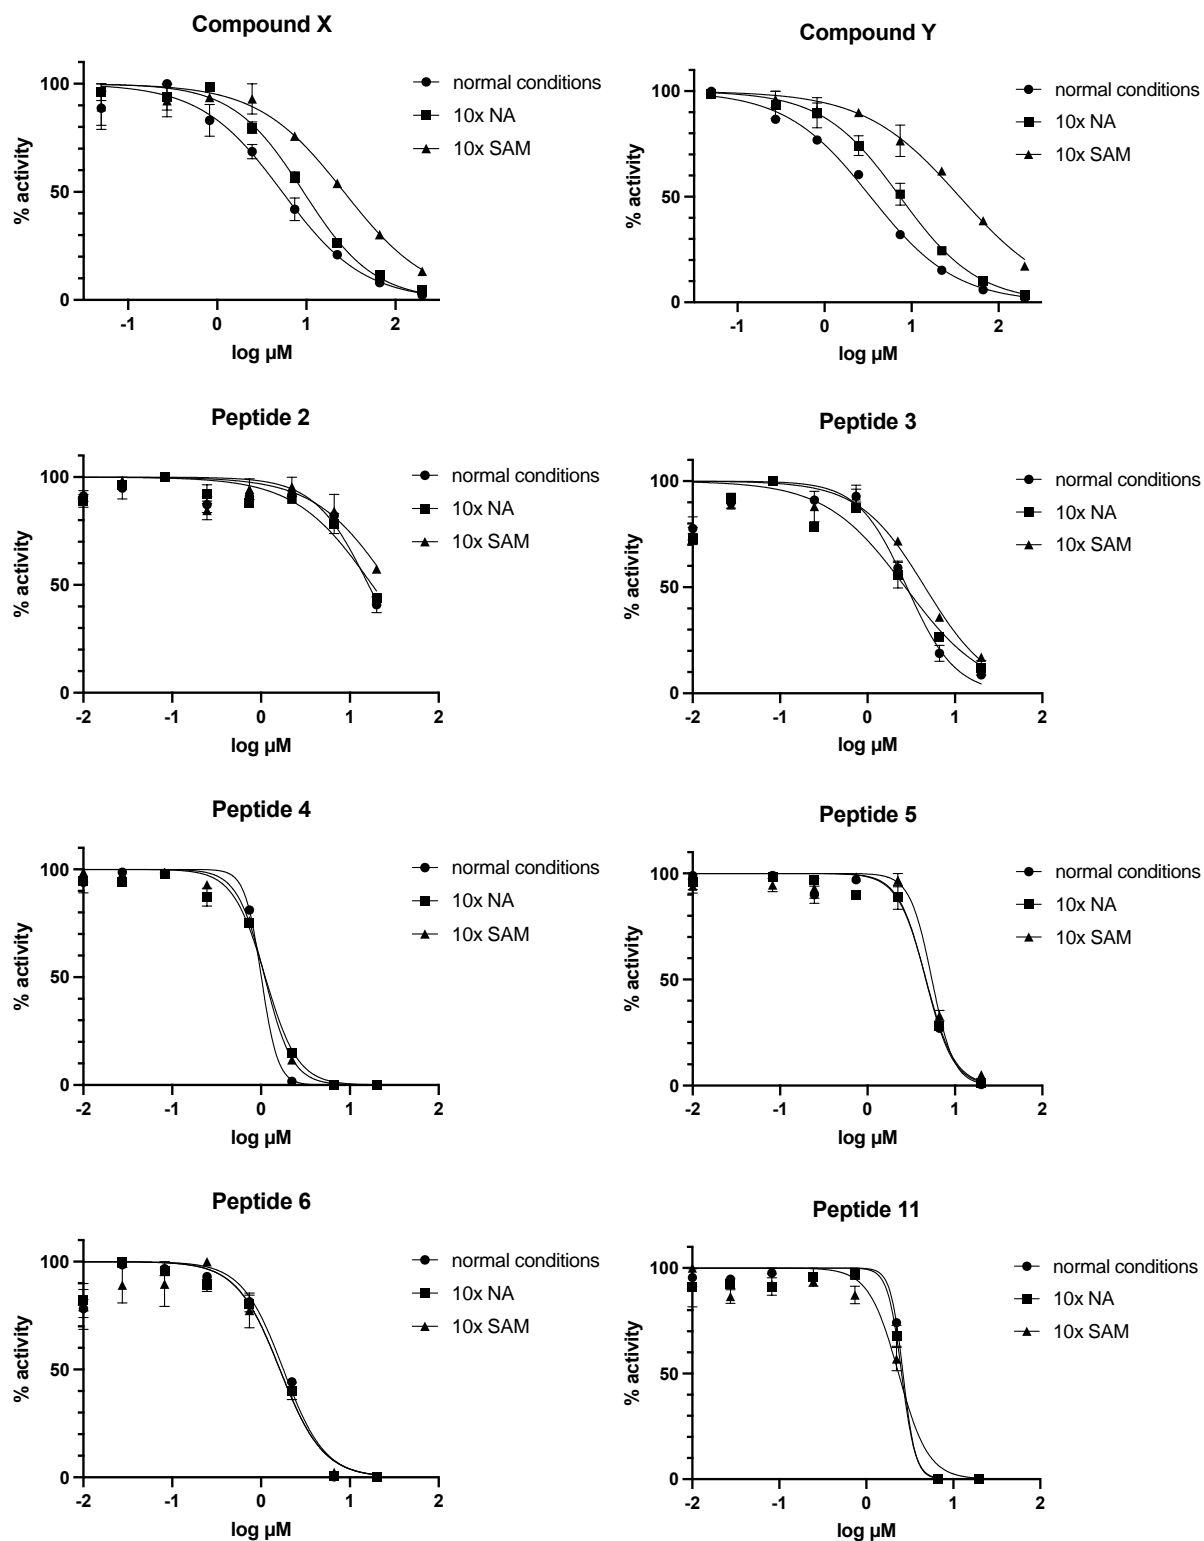 Compound X
% activity
100
50
0
-1
0
1
2
log µM
normal conditions
10x NA
10x SAM
Compound Y
% activity
100
50
0
-1
0
1
2
log µM
normal conditions
10x NA
10x SAM
Peptide 2
% activity
100
50
0
-2
-1
0
1
2
log µM
normal conditions
10x NA
10x SAM
Peptide 3
% activity
100
50
0
-2
-1
0
1
2
log µM
normal conditions
10x NA
10x SAM
Peptide 4
% activity
100
50
0
-2
-1
0
1
2
log µM
normal conditions
10x NA
10x SAM
Peptide 5
% activity
100
50
0
-2
-1
0
1
2
log µM
normal conditions
10x NA
10x SAM
Peptide 6
% activity
100
50
0
-2
-1
0
1
2
log µM
normal conditions
10x NA
10x SAM
Peptide 11
% activity
100
50
0
-2
-1
0
1
2
log µM
normal conditions
10x NA
10x SAM